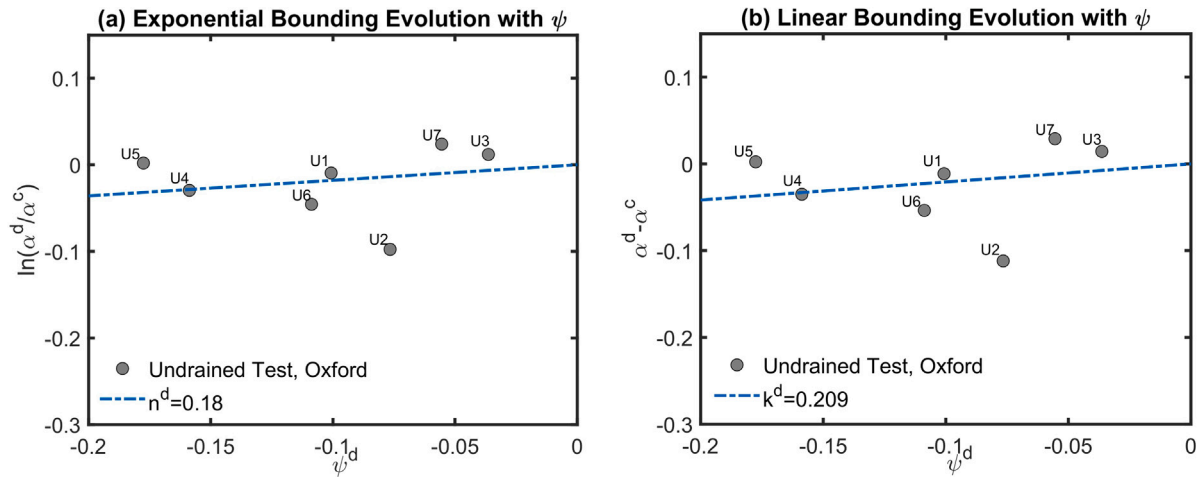 (a) Exponential Bounding Evolution with ψ
ln(α^d/α^c)
0.1
0
-0.1
-0.2
-0.3
U5
U4
U1
U6
U7
U3
U2
Undrained Test, Oxford
n^d=0.18
-0.2
-0.15
-0.1
-0.05
0
ψ^d
(b) Linear Bounding Evolution with ψ
α^d-α^c
0.1
0
-0.1
-0.2
-0.3
U5
U4
U1
U6
U7
U3
U2
Undrained Test, Oxford
k^d=0.209
-0.2
-0.15
-0.1
-0.05
0
ψ^d